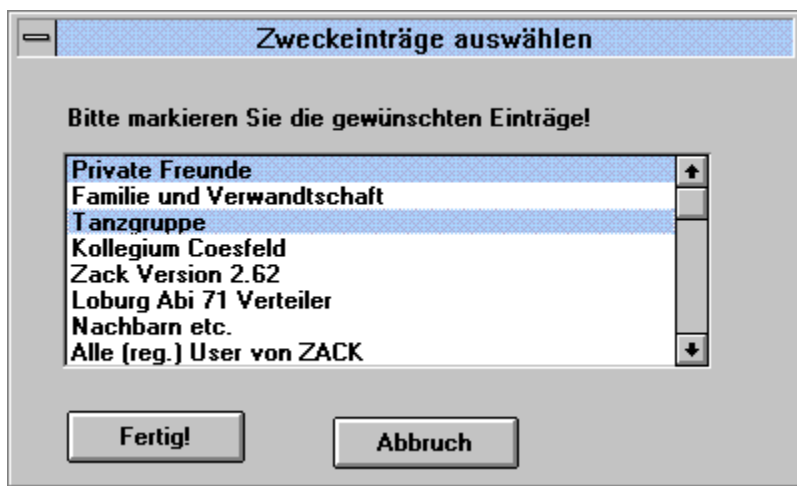 Zweckeinträge auswählen
Bitte markieren Sie die gewünschten Einträge!
Private Freunde
Familie und Verwandtschaft
Tanzgruppe
Kollegium Coesfeld
Zack Version 2.62
Loburg Abi 71 Verteiler
Nachbarn etc.
Alle (reg.) User von ZACK
Fertig!
Abbruch